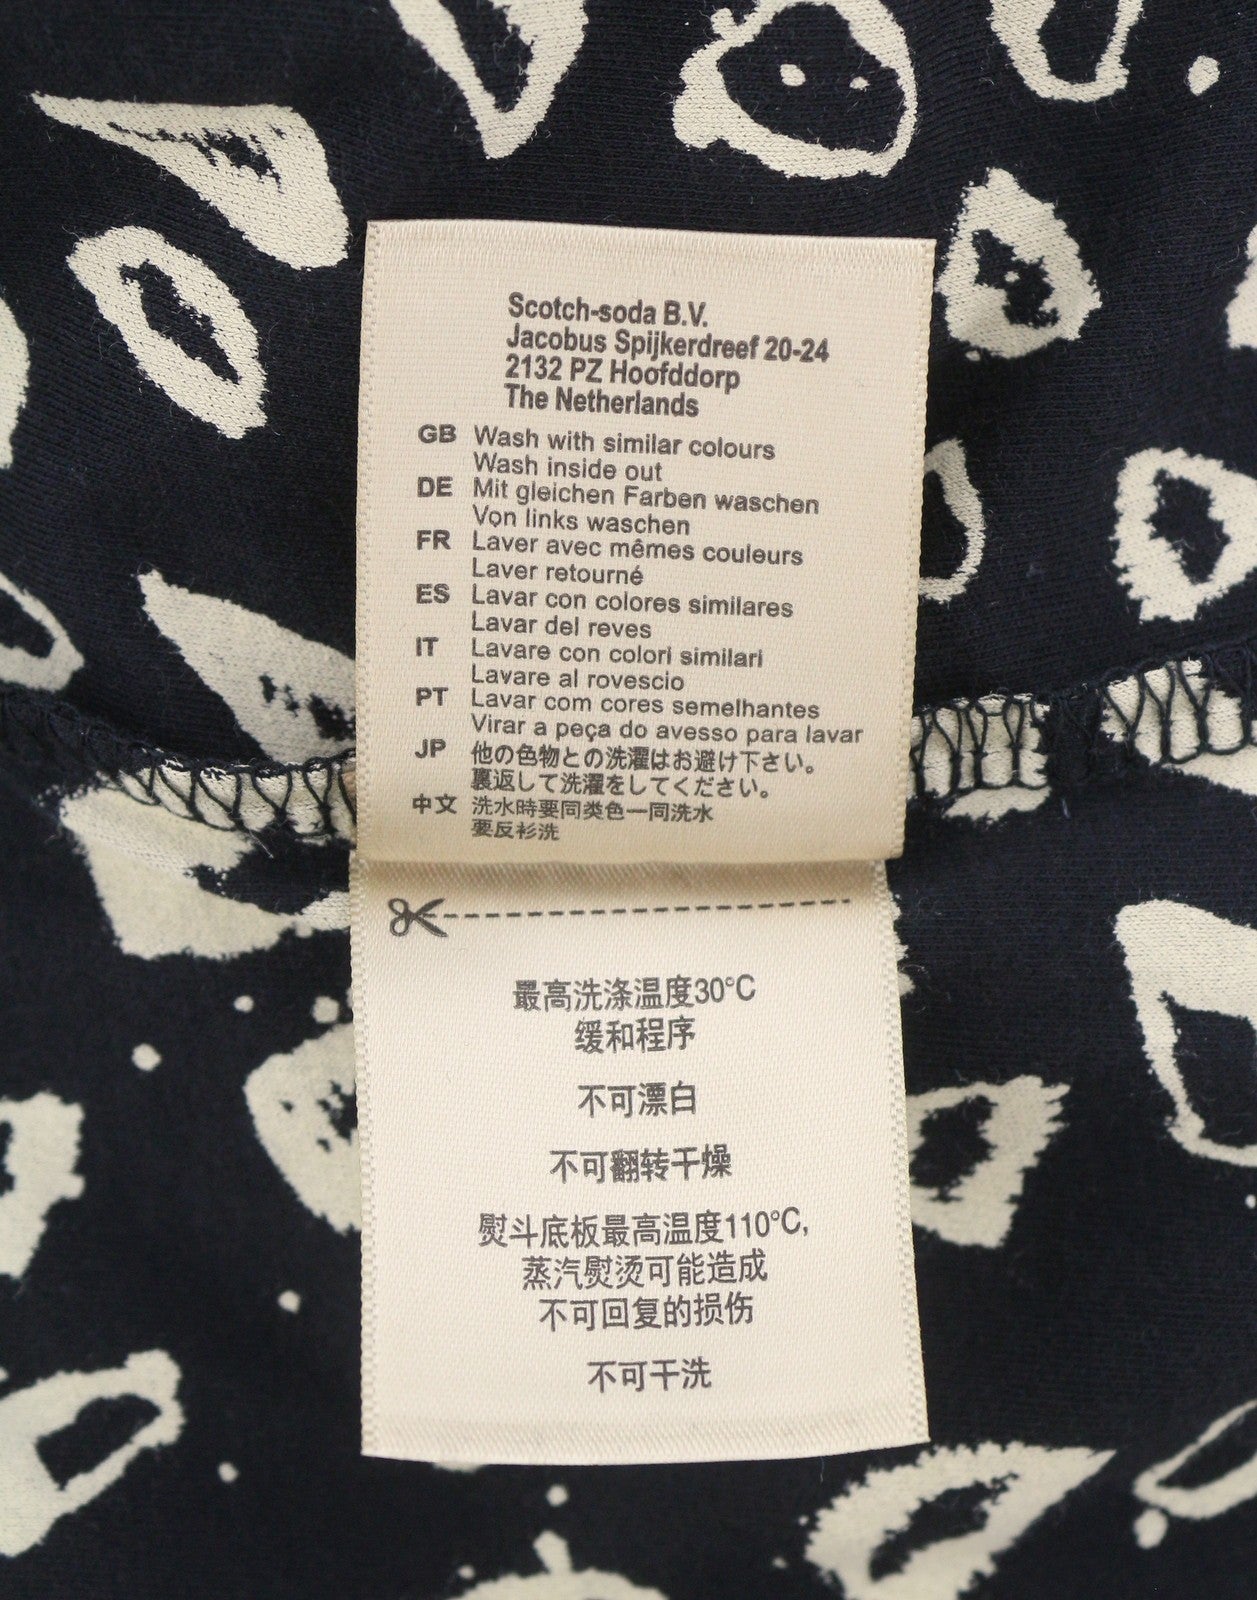 Scotch-soda B.V.
Jacobus Spijkerdreef 20-24
2132 PZ Hoofddorp
The Netherlands
GB Wash with similar colours
Wash inside out
DE Mit gleichen Farben waschen
Von links waschen
FR Laver avec mêmes couleurs
Laver retourné
ES Lavar con colores similares
Lavar del reves
IT Lavare con colori similari
Lavare al rovescio
PT Lavar com cores semelhantes
Virar a peça do avesso para lavar
JP 他の色物との洗濯はお避け下さい。
裏返して洗濯をしてください。
中文 洗水時要同类色一同洗水
要反衫洗
最高洗涤温度30°C
缓和程序
不可漂白
不可翻转干燥
熨斗底板最高温度110°C,
蒸汽熨烫可能造成
不可回复的损伤
不可干洗